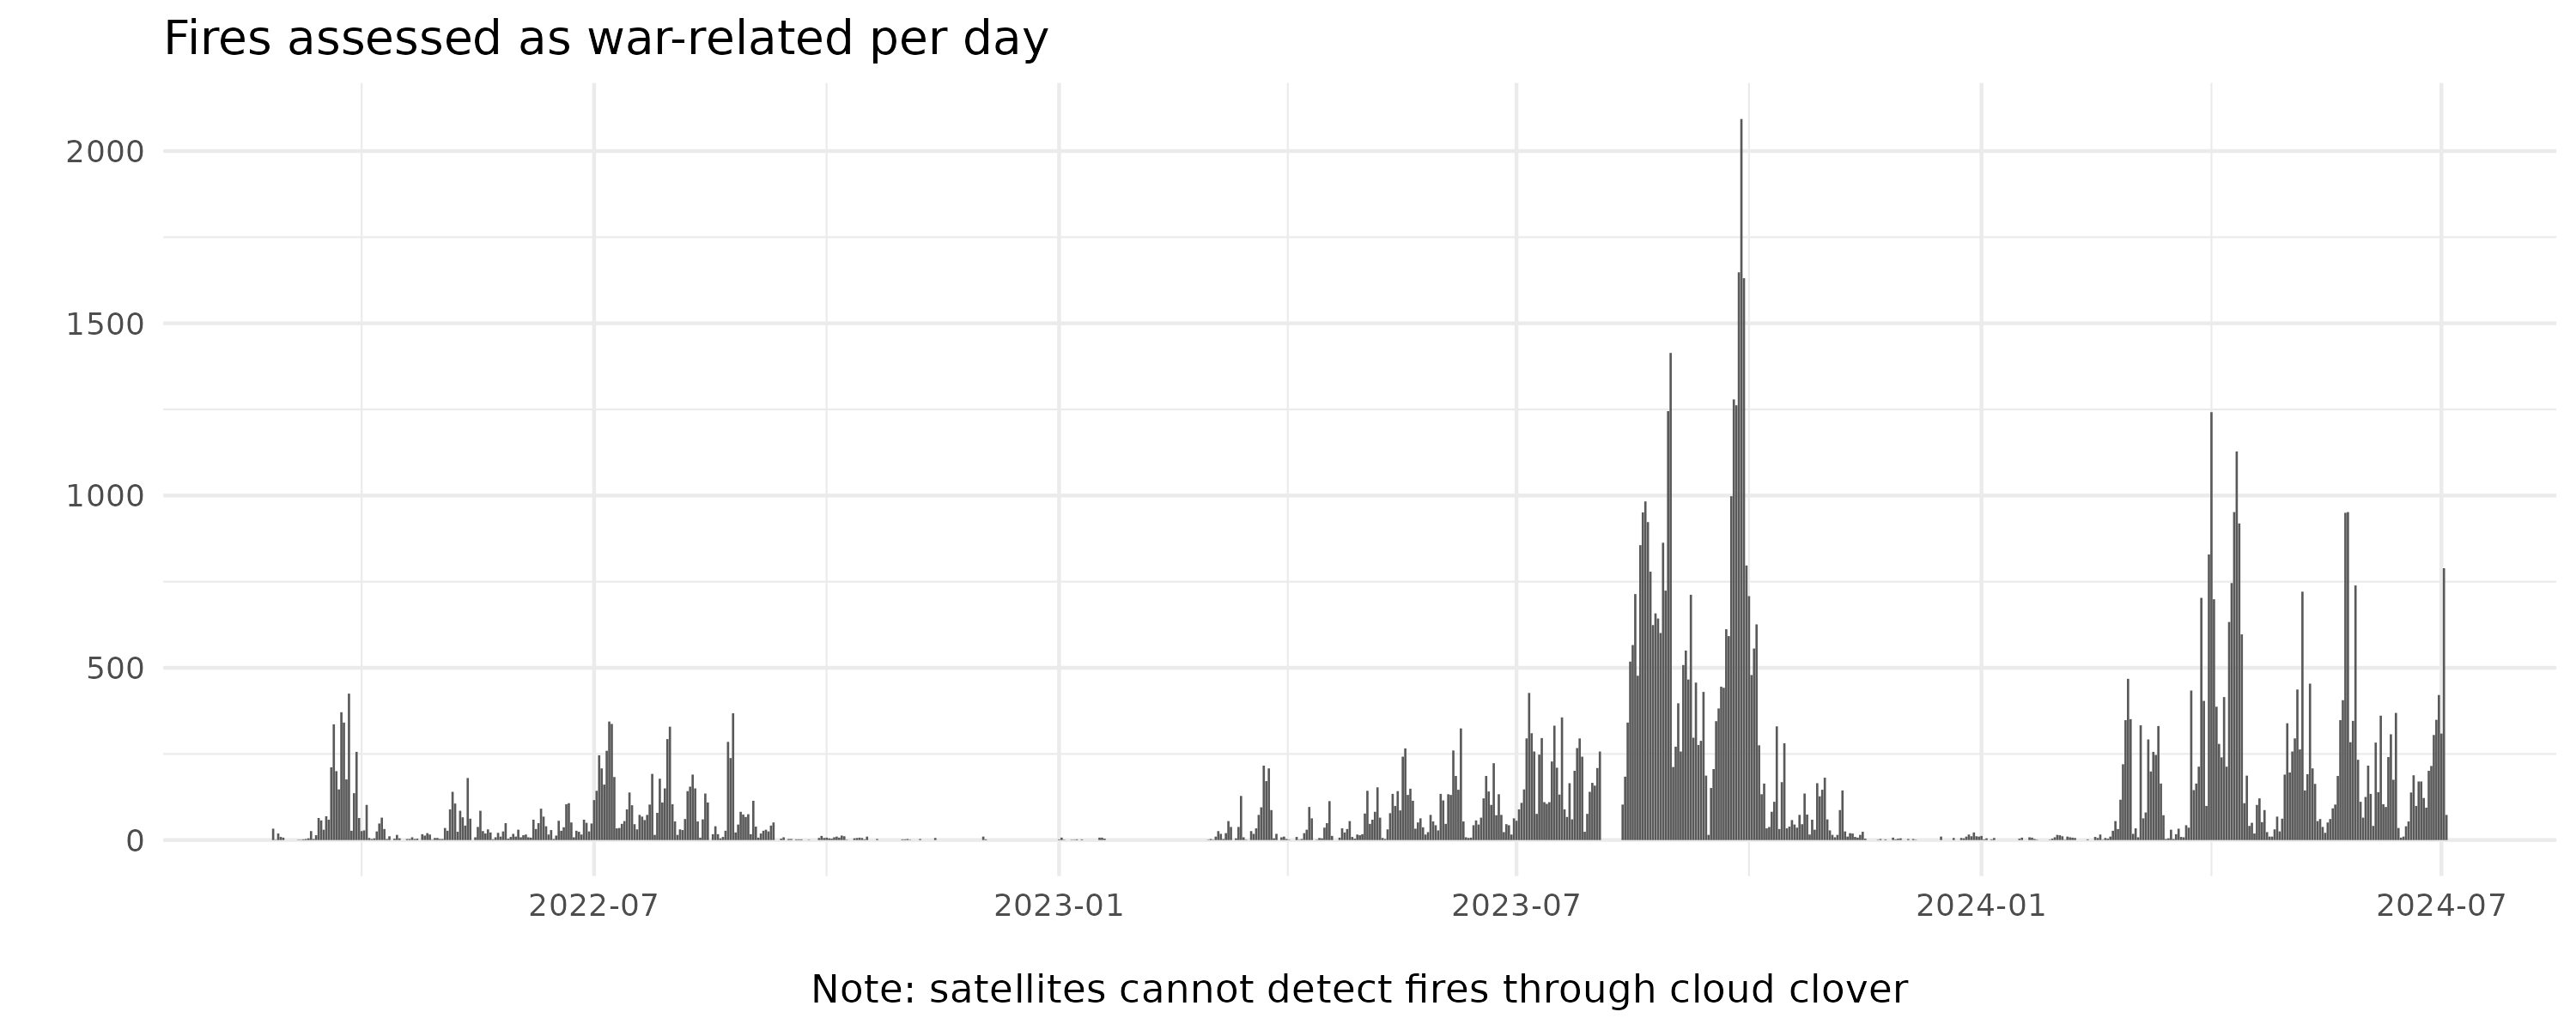 Fires assessed as war-related per day
2000
1500
1000
500
0
2022-07 2023-01 2023-07 2024-01 2024-07
Note: satellites cannot detect fires through cloud clover